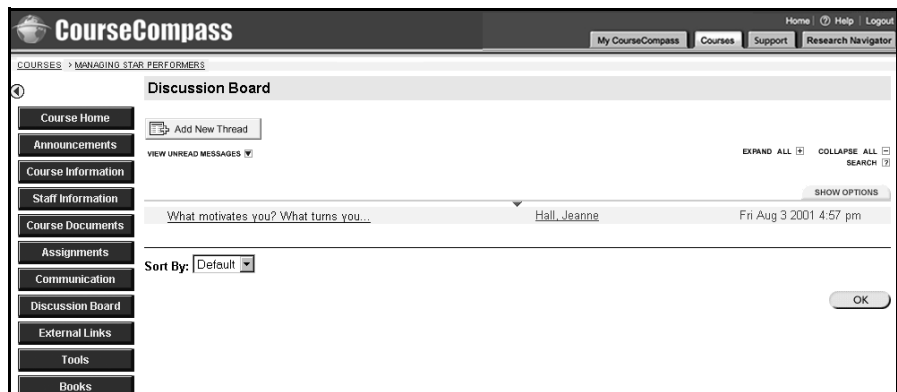 CourseCompass
Home | Help | Logout
My CourseCompass Courses Support Research Navigator
COURSES > MANAGING STAR PERFORMERS
Discussion Board
Course Home
Announcements
Course Information
Staff Information
Course Documents
Assignments
Communication
Discussion Board
External Links
Tools
Books
Add New Thread
VIEW UNREAD MESSAGES
EXPAND ALL + COLLAPSE ALL -
SEARCH ?
SHOW OPTIONS
What motivates you? What turns you... Hall, Jeanne Fri Aug 3 2001 4:57 pm
Sort By: Default
OK